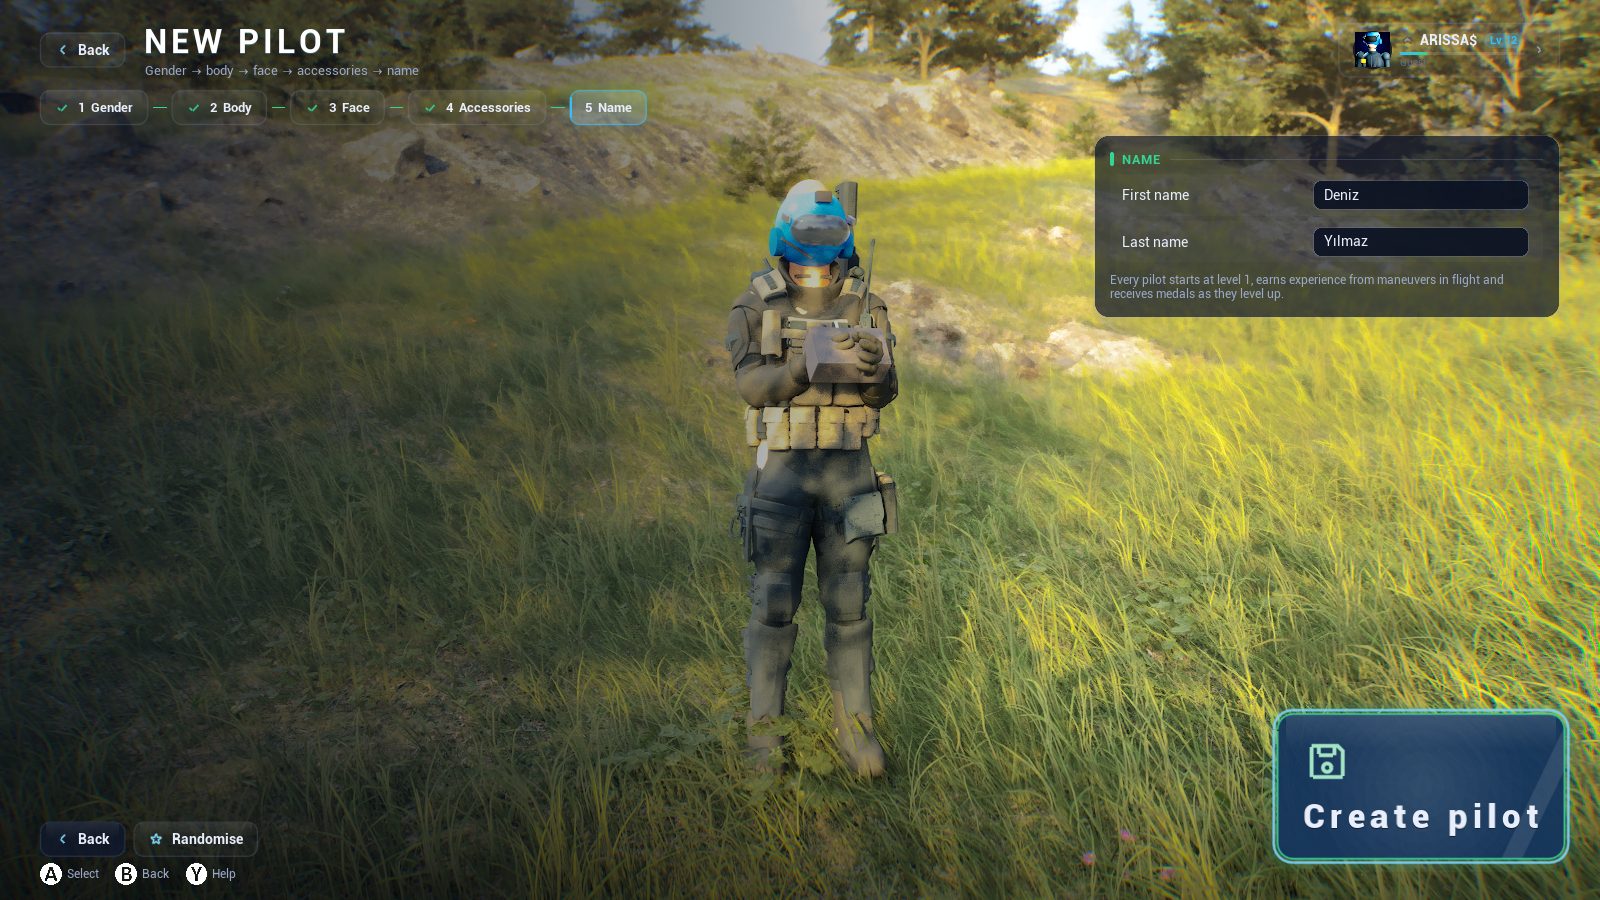 Back
NEW PILOT
Gender → body → face → accessories → name
1 Gender
2 Body
3 Face
4 Accessories
5 Name
ARISSA$ Lv 12
NAME
First name Deniz
Last name Yılmaz
Every pilot starts at level 1, earns experience from maneuvers in flight and
receives medals as they level up.
Create pilot
Back Randomise
A Select B Back Y Help